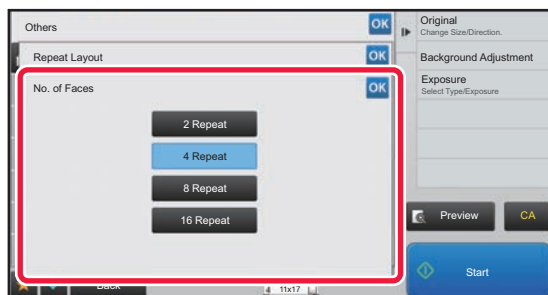 Others
OK
Repeat Layout
OK
No. of Faces
OK
2 Repeat
4 Repeat
8 Repeat
16 Repeat
Back
4 11x17
Original
Change Size/Direction.
Background Adjustment
Exposure
Select Type/Exposure
Preview
CA
Start